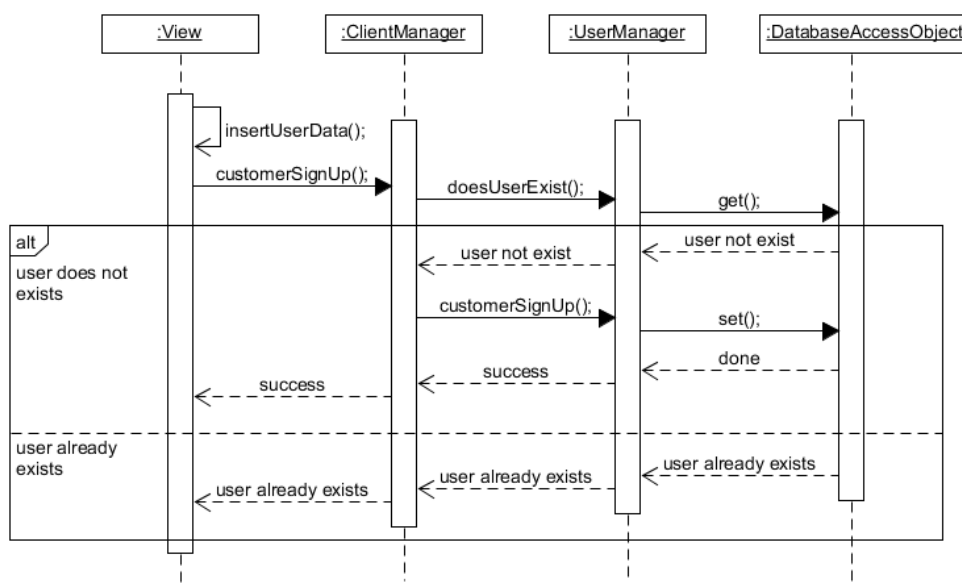 :View
:ClientManager
:UserManager
:DatabaseAccessObject
insertUserData();
customerSignUp();
doesUserExist();
get();
alt
user does not
exists
user not exist
user not exist
customerSignUp();
set();
done
success
success
user already
exists
user already exists
user already exists
user already exists